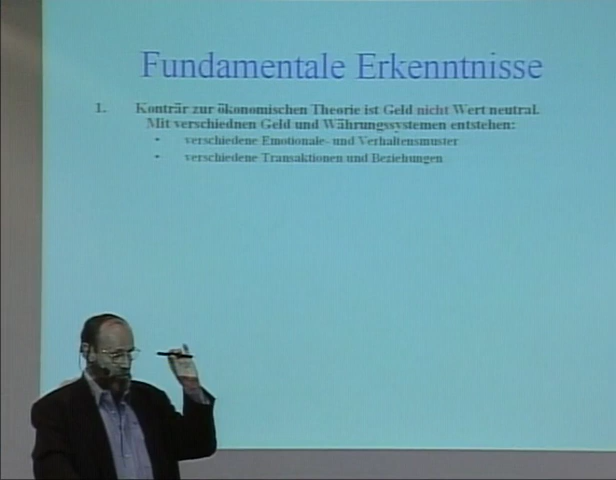 Fundamentale Erkenntnisse
1. Konträr zur ökonomischen Theorie ist Geld nicht Wert neutral.
Mit verschiednen Geld und Währungssystemen entstehen:
• verschiedene Emotionale- und Verhaltensmuster
• verschiedene Transaktionen und Beziehungen